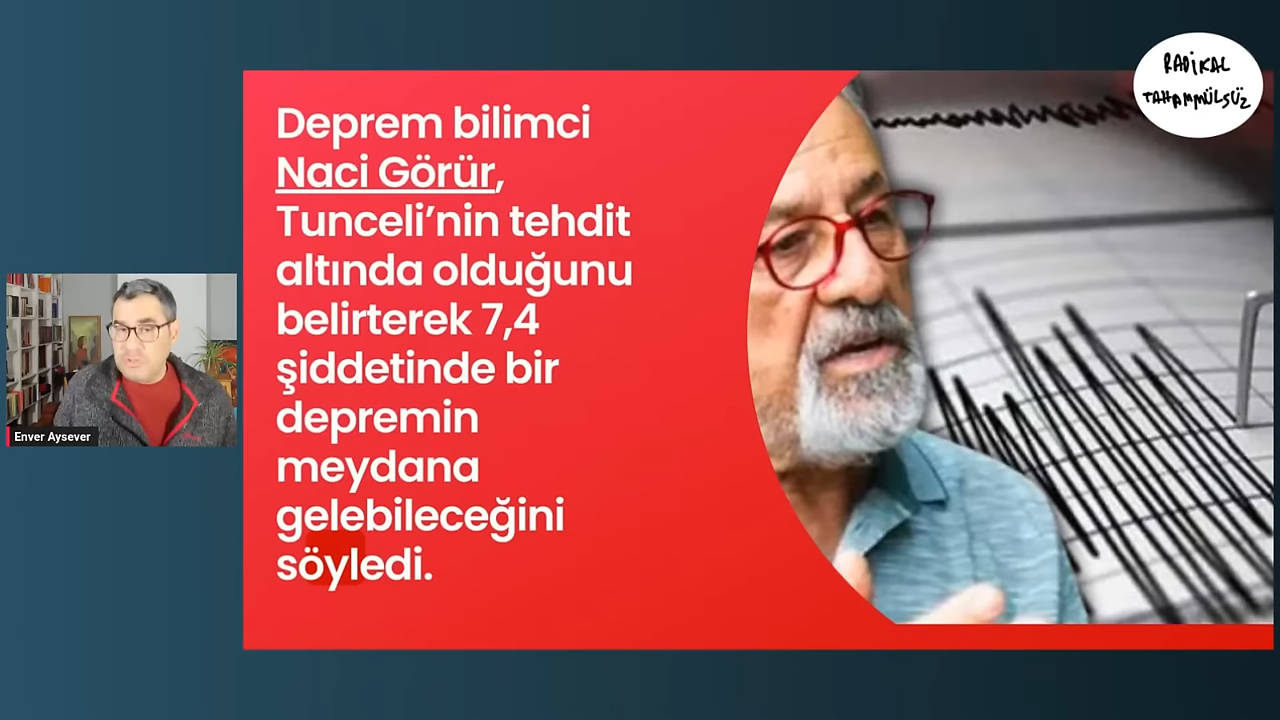 RADİKAL
TAHAMMÜLSÜZ
Deprem bilimci
Naci Görür,
Tunceli’nin tehdit
altında olduğunu
belirterek 7,4
şiddetinde bir
depremin
meydana
gelebileceğini
söyledi.
Enver Aysever